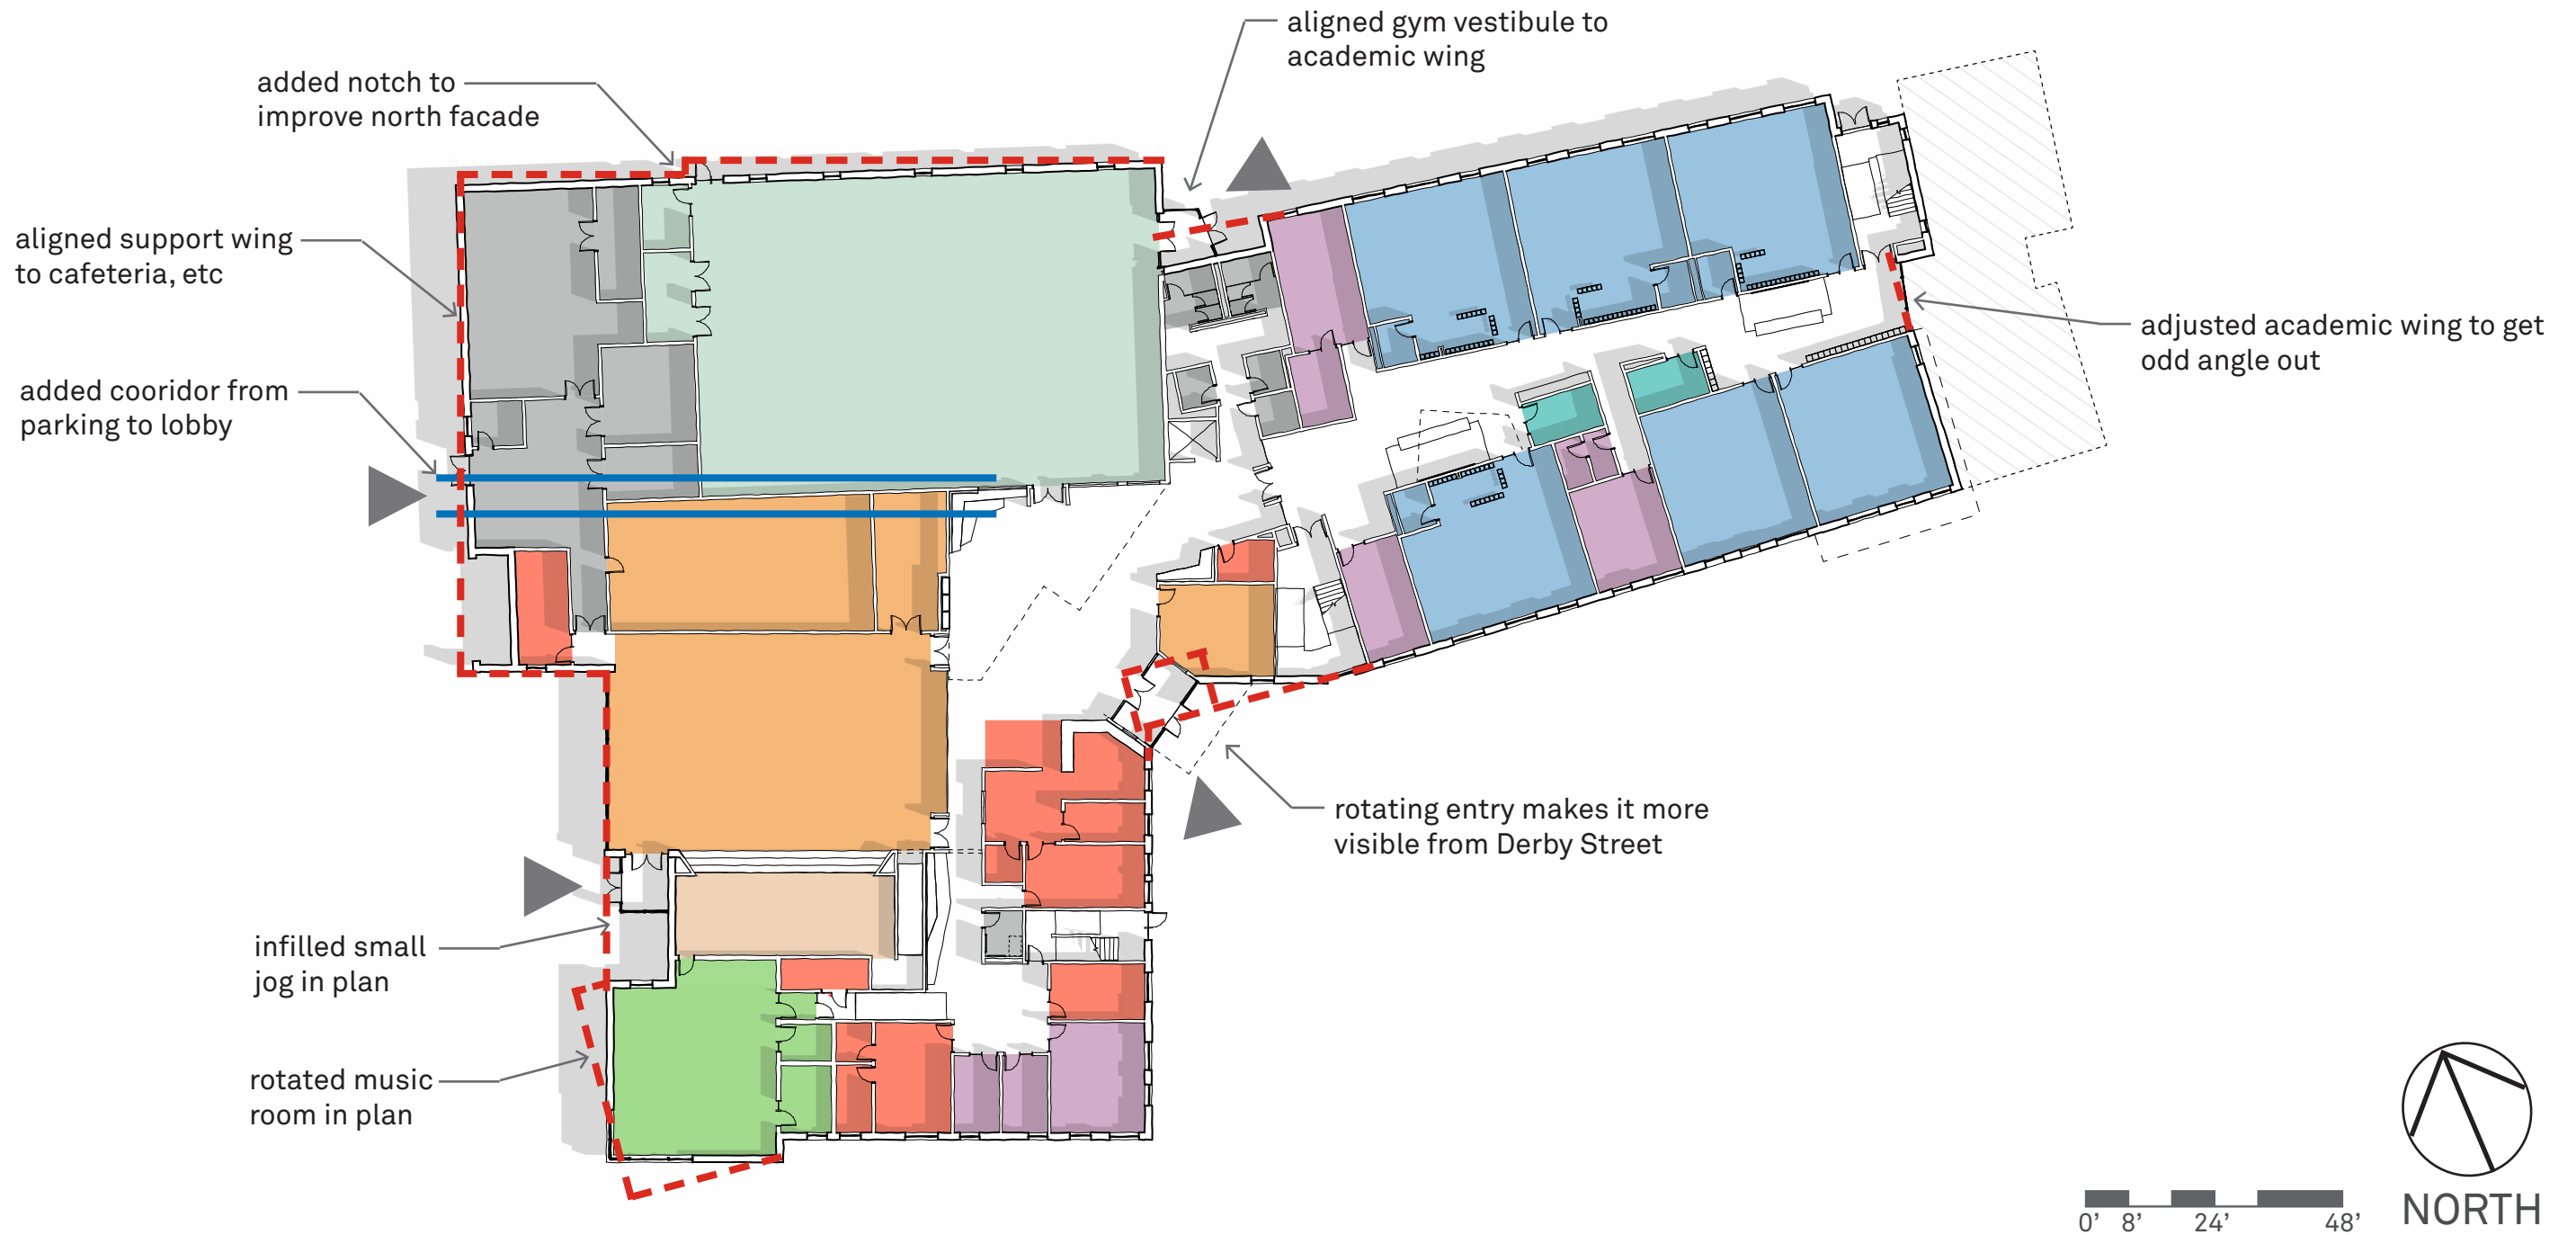 aligned gym vestibule to
academic wing
added notch to
improve north facade
aligned support wing
to cafeteria, etc
adjusted academic wing to get
odd angle out
added cooridor from
parking to lobby
rotating entry makes it more
visible from Derby Street
infilled small
jog in plan
rotated music
room in plan
0' 8' 24' 48'
NORTH